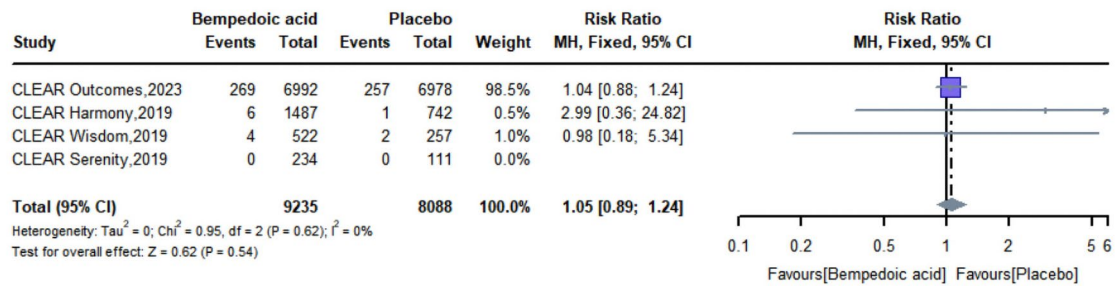 Bempedoic acid Placebo Risk Ratio Risk Ratio
Study Events Total Events Total Weight MH, Fixed, 95% CI MH, Fixed, 95% CI
CLEAR Outcomes,2023 269 6992 257 6978 98.5% 1.04 [0.88; 1.24]
CLEAR Harmony,2019 6 1487 1 742 0.5% 2.99 [0.36; 24.82]
CLEAR Wisdom,2019 4 522 2 257 1.0% 0.98 [0.18; 5.34]
CLEAR Serenity,2019 0 234 0 111 0.0%
Total (95% CI) 9235 8088 100.0% 1.05 [0.89; 1.24]
Heterogeneity: Tau² = 0; Chi² = 0.95, df = 2 (P = 0.62); I² = 0%
Test for overall effect: Z = 0.62 (P = 0.54)
0.1 0.2 0.5 1 2 5 6
Favours[Bempedoic acid] Favours[Placebo]